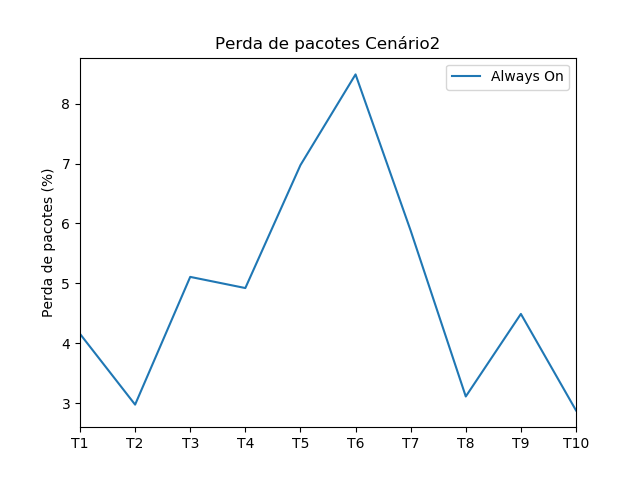 Perda de pacotes Cenário2
Always On
Perda de pacotes (%)
8
7
6
5
4
3
T1 T2 T3 T4 T5 T6 T7 T8 T9 T10